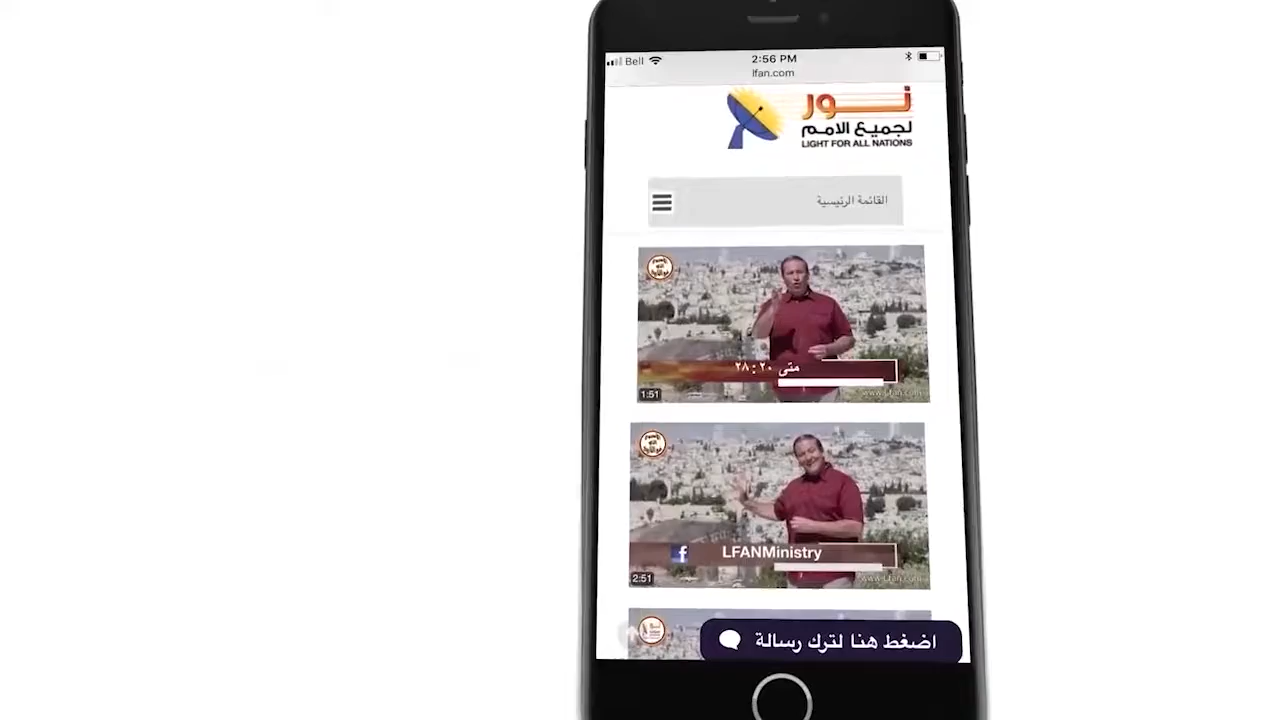 Bell
2:56 PM
lfan.com
نور
لجميع الامم
LIGHT FOR ALL NATIONS
القائمة الرئيسية
متى ٢٨:٢٠
1:51
LFANMinistry
2:51
اضغط هنا لترك رسالة